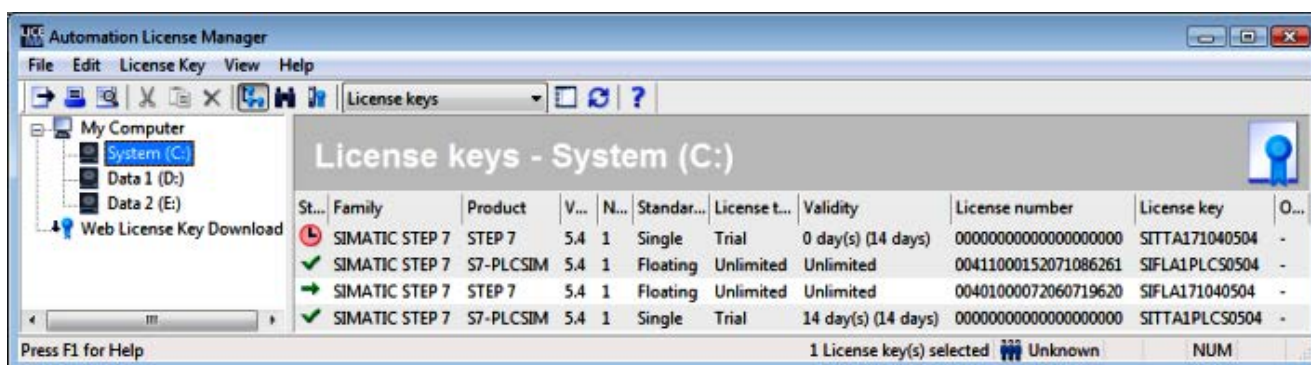 Automation License Manager
File Edit License Key View Help
License keys
My Computer
System (C:)
Data 1 (D:)
Data 2 (E:)
Web License Key Download
License keys - System (C:)
St... Family Product V... N... Standar... License t... Validity License number License key O...
SIMATIC STEP 7 STEP 7 5.4 1 Single Trial 0 day(s) (14 days) 00000000000000000000 SITTA171040504 -
SIMATIC STEP 7 S7-PLCSIM 5.4 1 Floating Unlimited Unlimited 00411000152071086261 SIFLA1PLCS0504 -
SIMATIC STEP 7 STEP 7 5.4 1 Floating Unlimited Unlimited 00401000072060719620 SIFLA171040504 -
SIMATIC STEP 7 S7-PLCSIM 5.4 1 Single Trial 14 day(s) (14 days) 00000000000000000000 SITTA1PLCS0504 -
Press F1 for Help 1 License key(s) selected Unknown NUM